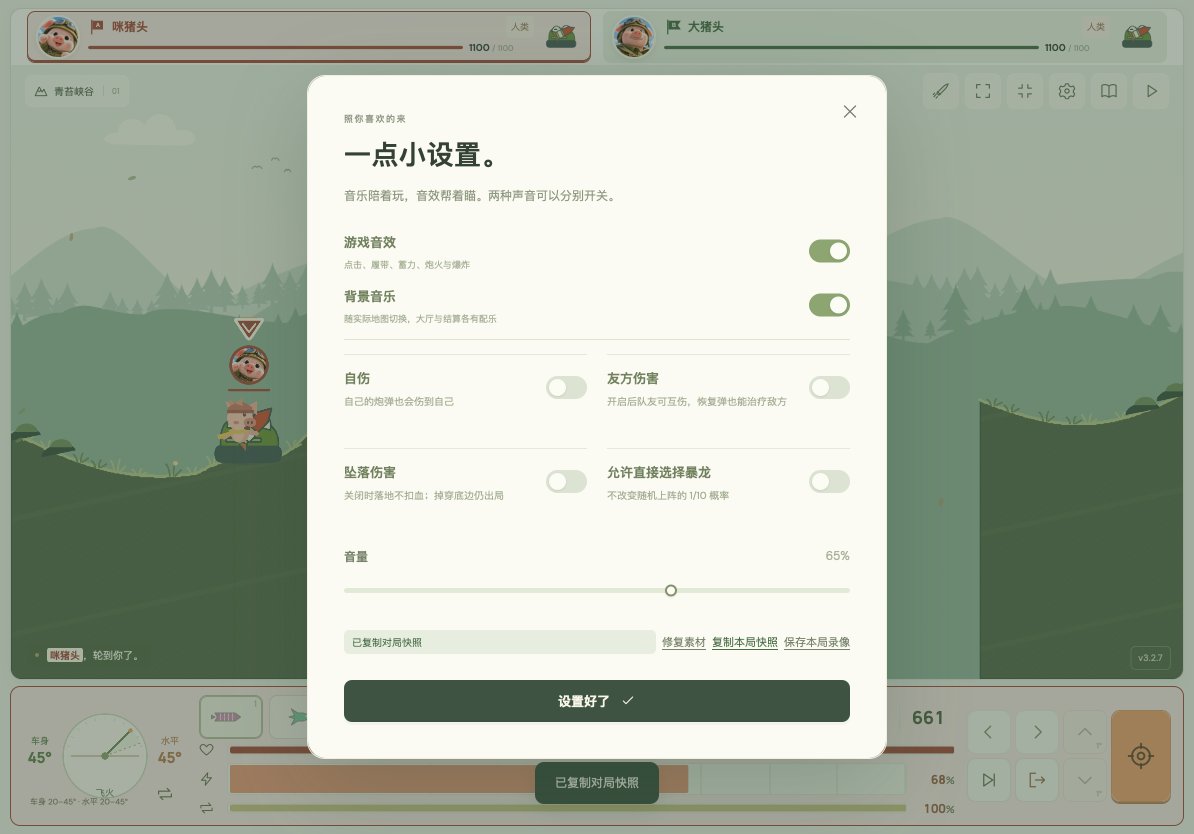 咪猪头
人类
1100 / 1100
大猪头
人类
1100 / 1100
青苔峡谷 01
照你喜欢的来
一点小设置。
音乐陪着玩，音效帮着瞄。两种声音可以分别开关。
游戏音效
点击、履带、蓄力、炮火与爆炸
背景音乐
随实际地图切换，大厅与结算各有配乐
自伤
自己的炮弹也会伤到自己
友方伤害
开启后队友可互伤，恢复弹也能治疗敌方
坠落伤害
关闭时落地不扣血；掉穿底边仍出局
允许直接选择暴龙
不改变随机上阵的 1/10 概率
音量
65%
已复制对局快照
修复素材 复制本局快照 保存本局录像
设置好了
咪猪头，轮到你了。
v3.2.7
车身
45°
水平
45°
飞火
车身 20–45° · 水平 20–45°
1
661
68%
100%
1°
1°
已复制对局快照